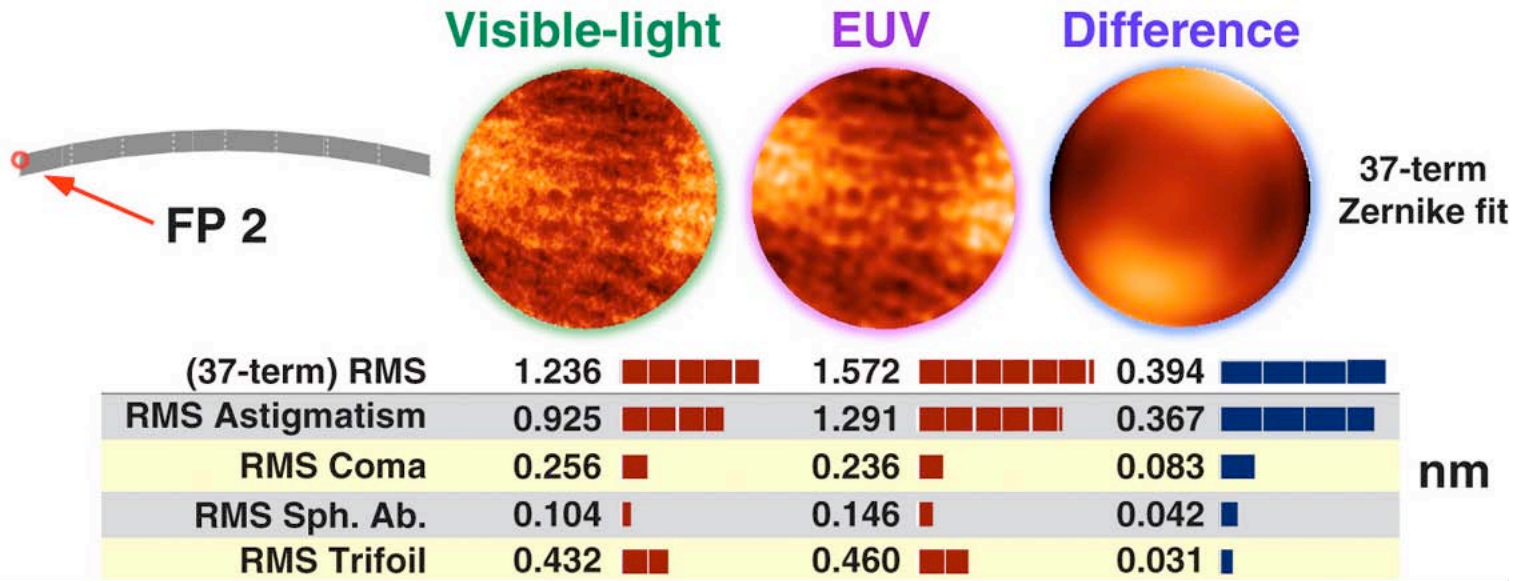 Visible-light EUV Difference
FP 2
37-term
Zernike fit
(37-term) RMS 1.236 1.572 0.394
RMS Astigmatism 0.925 1.291 0.367
RMS Coma 0.256 0.236 0.083
nm
RMS Sph. Ab. 0.104 0.146 0.042
RMS Trifoil 0.432 0.460 0.031